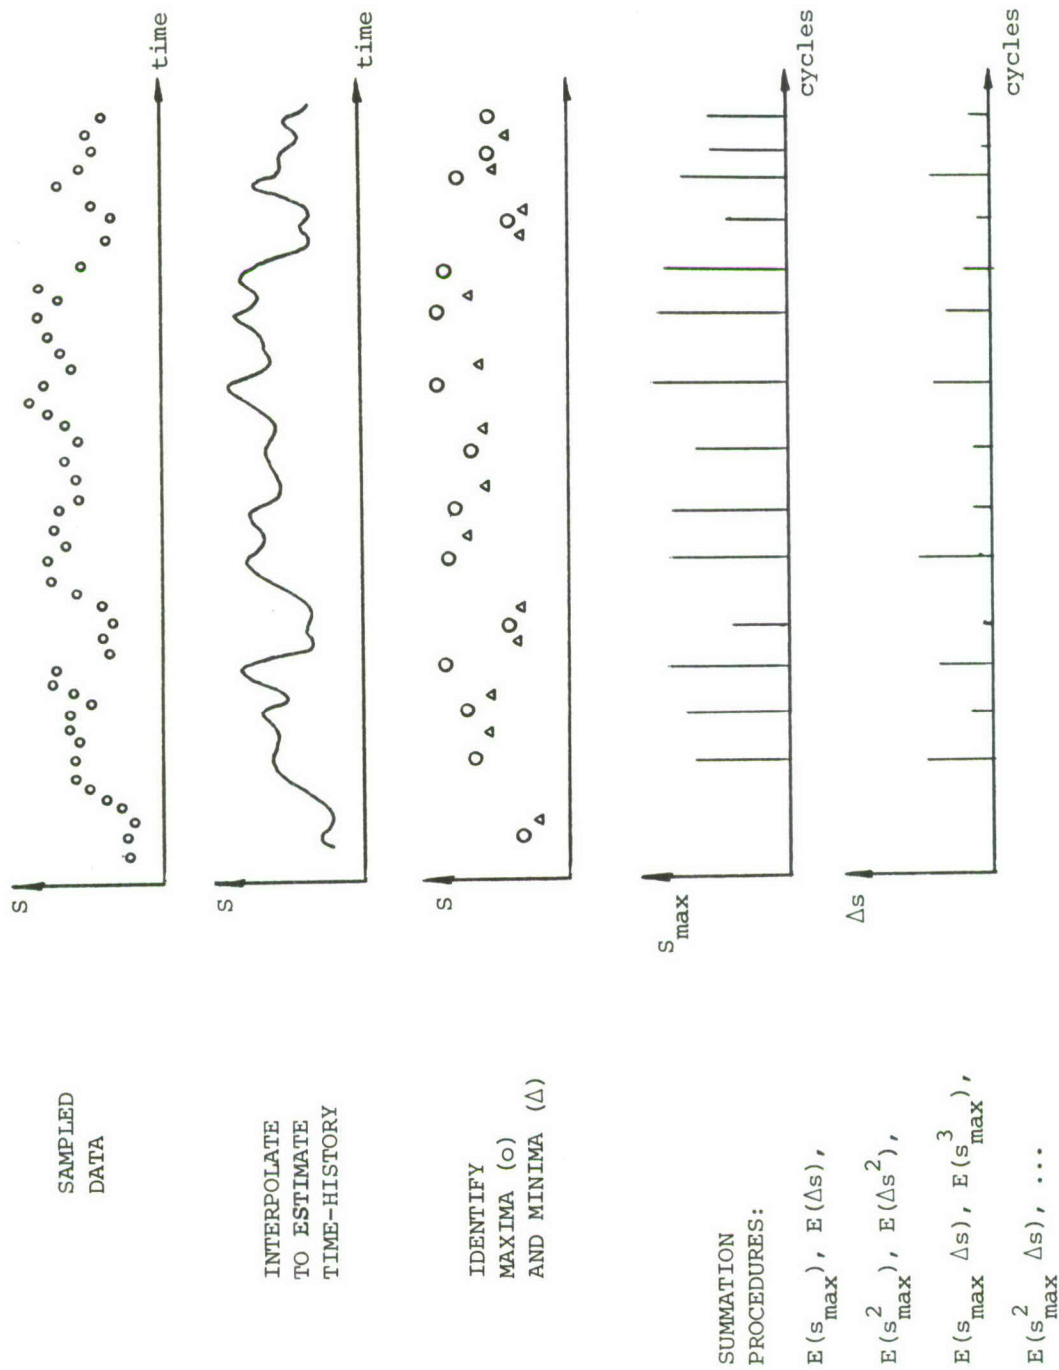 SAMPLED
DATA
s
time
INTERPOLATE
TO ESTIMATE
TIME-HISTORY
s
time
IDENTIFY
MAXIMA (o)
AND MINIMA (Δ)
s
SUMMATION
PROCEDURES:
E(s_max), E(Δs),
E(s²_max), E(Δs²),
E(s_max Δs), E(s³_max),
E(s²_max Δs), ...
s_max
cycles
Δs
cycles